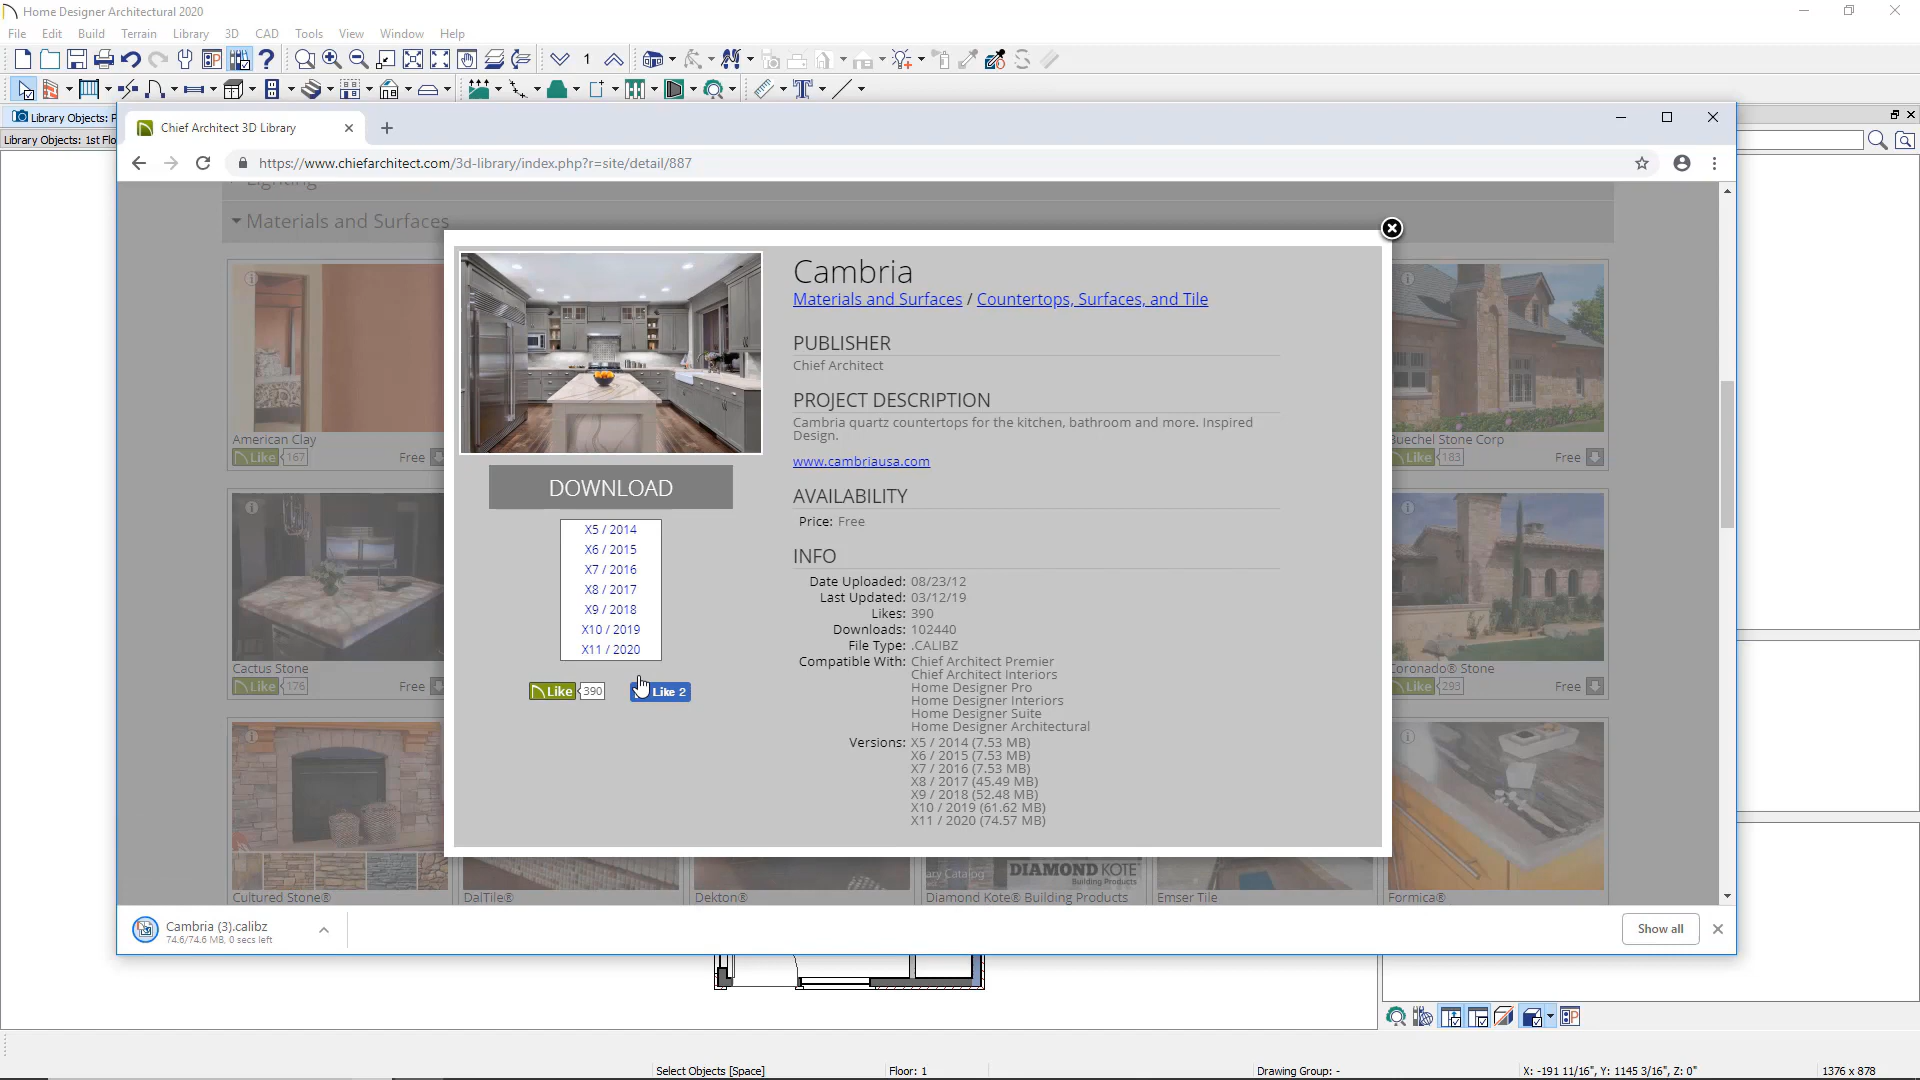 Home Designer Architectural 2020
File Edit Build Terrain Library 3D CAD Tools View Window Help
1
Library Objects: P
Library Objects: 1st Flo
Chief Architect 3D Library
https://www.chiefarchitect.com/3d-library/index.php?r=site/detail/887
Lighting
Materials and Surfaces
Cambria
Materials and Surfaces / Countertops, Surfaces, and Tile
PUBLISHER
Chief Architect
PROJECT DESCRIPTION
Cambria quartz countertops for the kitchen, bathroom and more. Inspired
Design.
www.cambriausa.com
AVAILABILITY
Price: Free
INFO
Date Uploaded: 08/23/12
Last Updated: 03/12/19
Likes: 390
Downloads: 102440
File Type: .CALIBZ
Compatible With: Chief Architect Premier
Chief Architect Interiors
Home Designer Pro
Home Designer Interiors
Home Designer Suite
Home Designer Architectural
Versions: X5 / 2014 (7.53 MB)
X6 / 2015 (7.53 MB)
X7 / 2016 (7.53 MB)
X8 / 2017 (45.49 MB)
X9 / 2018 (52.48 MB)
X10 / 2019 (61.62 MB)
X11 / 2020 (74.57 MB)
DOWNLOAD
X5 / 2014
X6 / 2015
X7 / 2016
X8 / 2017
X9 / 2018
X10 / 2019
X11 / 2020
Like 390
Like 2
American Clay
Like 167 Free
Buechel Stone Corp
Like 183 Free
Cactus Stone
Like 176 Free
Coronado® Stone
Like 293 Free
ary Catalog DIAMOND KOTE®
Building Products
Cultured Stone® DalTile® Dekton® Diamond Kote® Building Products Emser Tile Formica®
Cambria (3).calibz
74.6/74.6 MB, 0 secs left
Show all
Select Objects [Space] Floor: 1 Drawing Group: - X: -191 11/16", Y: 1145 3/16", Z: 0" 1376 x 878